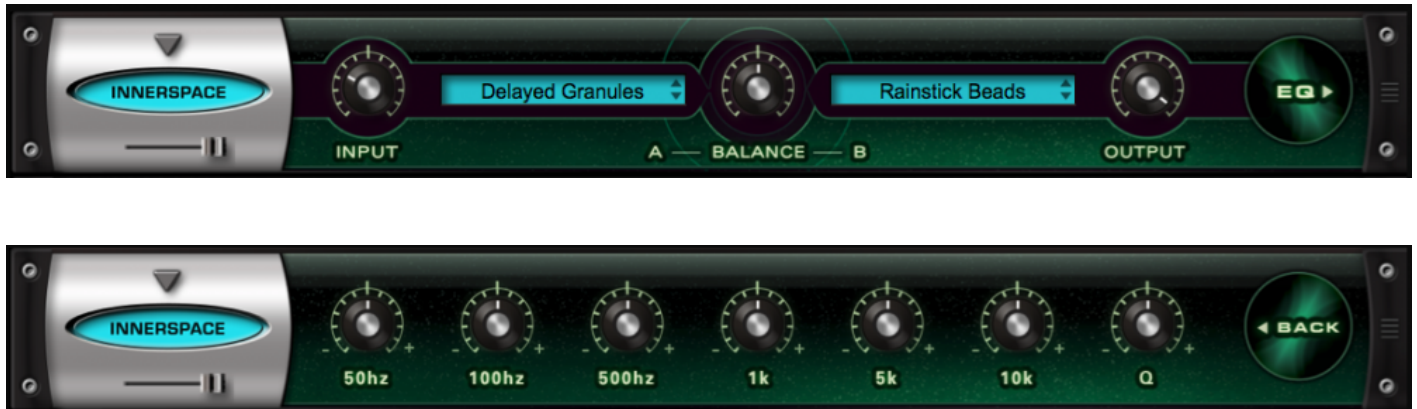 INNERSPACE
Delayed Granules
Rainstick Beads
EQ
INPUT
A BALANCE B
OUTPUT
INNERSPACE
BACK
- + - + - + - + - + - + - +
50hz 100hz 500hz 1k 5k 10k Q